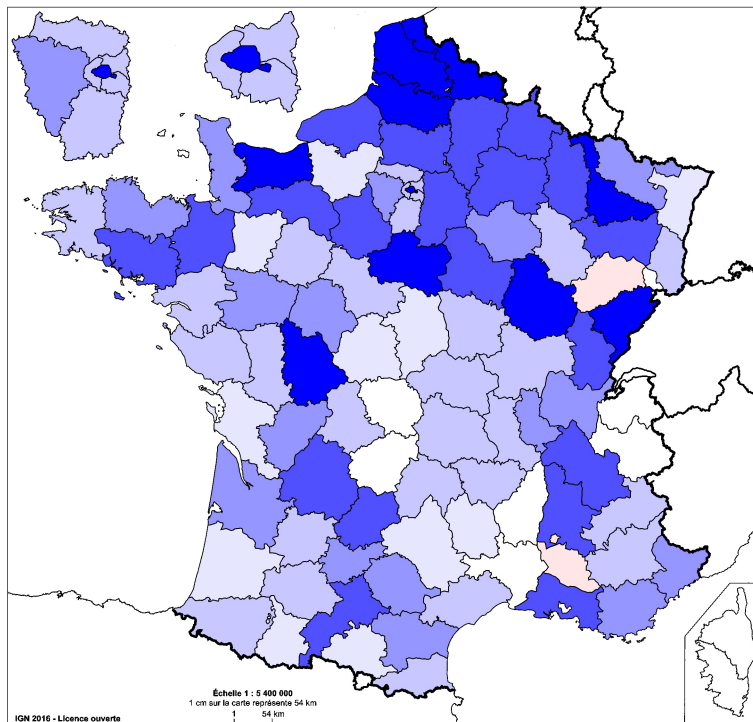 Échelle 1 : 5 400 000
1 cm sur la carte représente 54 km
1 54 km
IGN 2016 - Licence ouverte